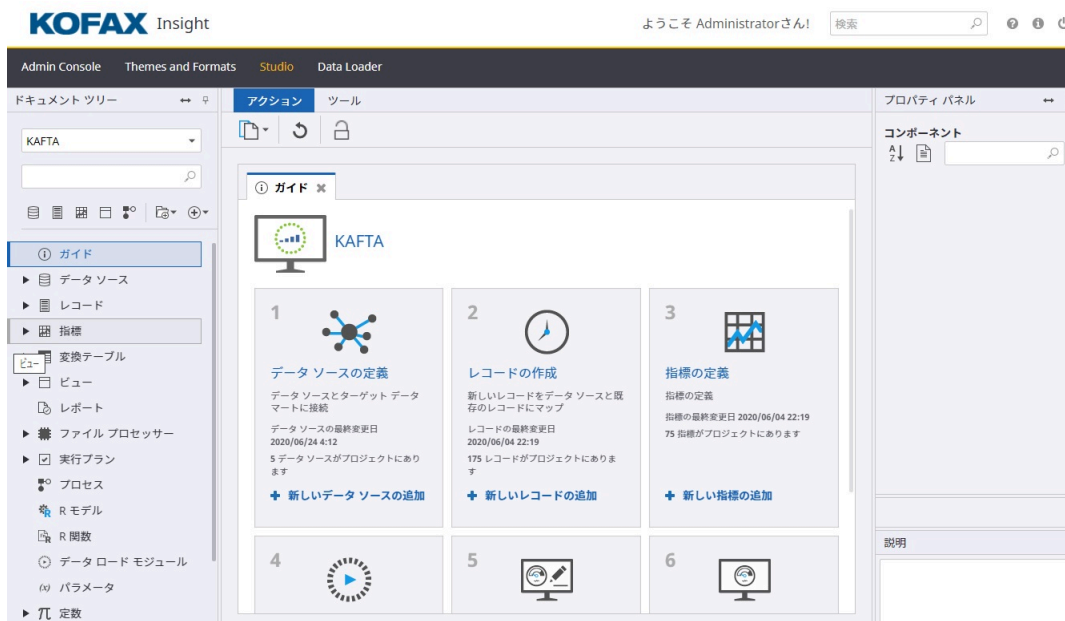 KOFAX Insight
ようこそ Administratorさん!
検索
Admin Console Themes and Formats Studio Data Loader
ドキュメント ツリー
KAFTA
ガイド
データ ソース
レコード
指標
変換テーブル
ビュー
ビュー
レポート
ファイル プロセッサー
実行プラン
プロセス
R モデル
R 関数
データ ロード モジュール
(x) パラメータ
π 定数
アクション ツール
ガイド
KAFTA
1
データ ソースの定義
データ ソースとターゲット データ
マートに接続
データ ソースの最終変更日
2020/06/24 4:12
5 データ ソースがプロジェクトにあり
ます
新しいデータ ソースの追加
2
レコードの作成
新しいレコードをデータ ソースと既
存のレコードにマップ
レコードの最終変更日
2020/06/04 22:19
175 レコードがプロジェクトにありま
す
新しいレコードの追加
3
指標の定義
指標の定義
指標の最終変更日 2020/06/04 22:19
75 指標がプロジェクトにあります
新しい指標の追加
4
5
6
プロパティ パネル
コンポーネント
説明